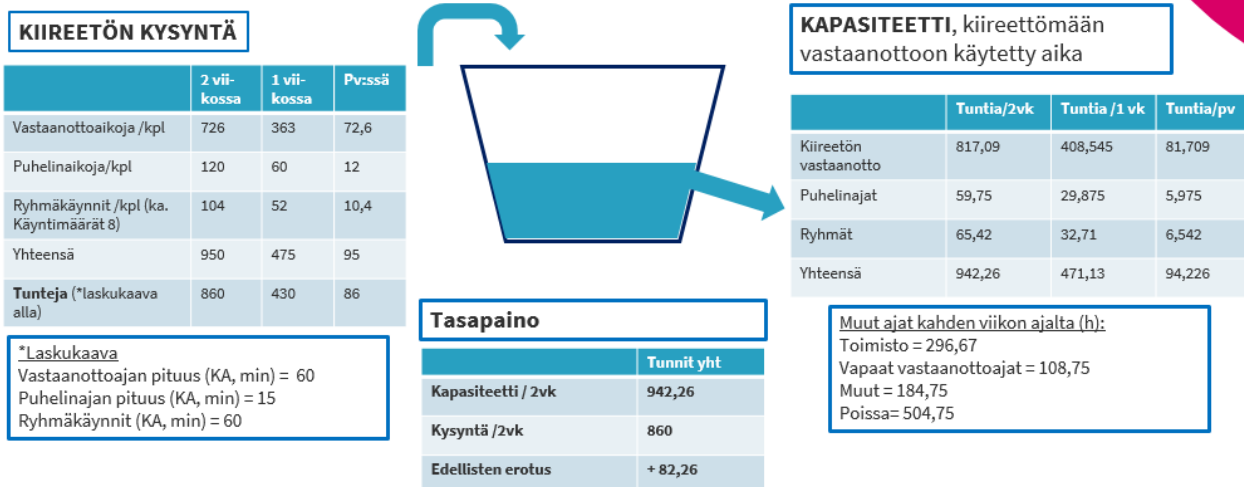 KIIREETÖN KYSYNTÄ
2 vii-
kossa
1 vii-
kossa
Pv:ssä
Vastaanottoaikoja /kpl 726 363 72,6
Puhelinaikoja/kpl 120 60 12
Ryhmäkäynnit /kpl (ka.
Käyntimäärät 8)
104 52 10,4
Yhteensä 950 475 95
Tunteja (*laskukaava
alla)
860 430 86
*Laskukaava
Vastaanottoajan pituus (KA, min) = 60
Puhelinajan pituus (KA, min) = 15
Ryhmäkäynnit (KA, min) = 60
Tasapaino
Tunnit yht
Kapasiteetti / 2vk 942,26
Kysyntä /2vk 860
Edellisten erotus + 82,26
KAPASITEETTI, kiireettömään
vastaanottoon käytetty aika
Tuntia/2vk Tuntia /1 vk Tuntia/pv
Kiireetön
vastaanotto
817,09 408,545 81,709
Puhelinajat 59,75 29,875 5,975
Ryhmät 65,42 32,71 6,542
Yhteensä 942,26 471,13 94,226
Muut ajat kahden viikon ajalta (h):
Toimisto = 296,67
Vapaat vastaanottoajat = 108,75
Muut = 184,75
Poissa= 504,75